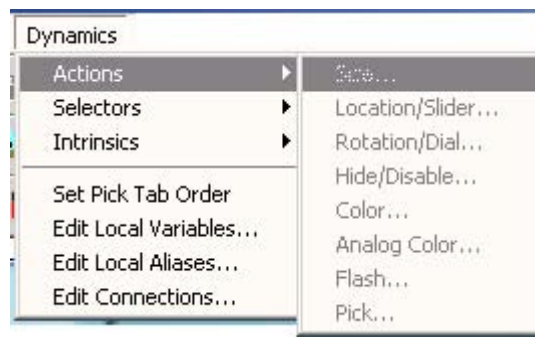 Dynamics
Actions
Selectors
Intrinsics
Set Pick Tab Order
Edit Local Variables...
Edit Local Aliases...
Edit Connections...
Size...
Location/Slider...
Rotation/Dial...
Hide/Disable...
Color...
Analog Color...
Flash...
Pick...